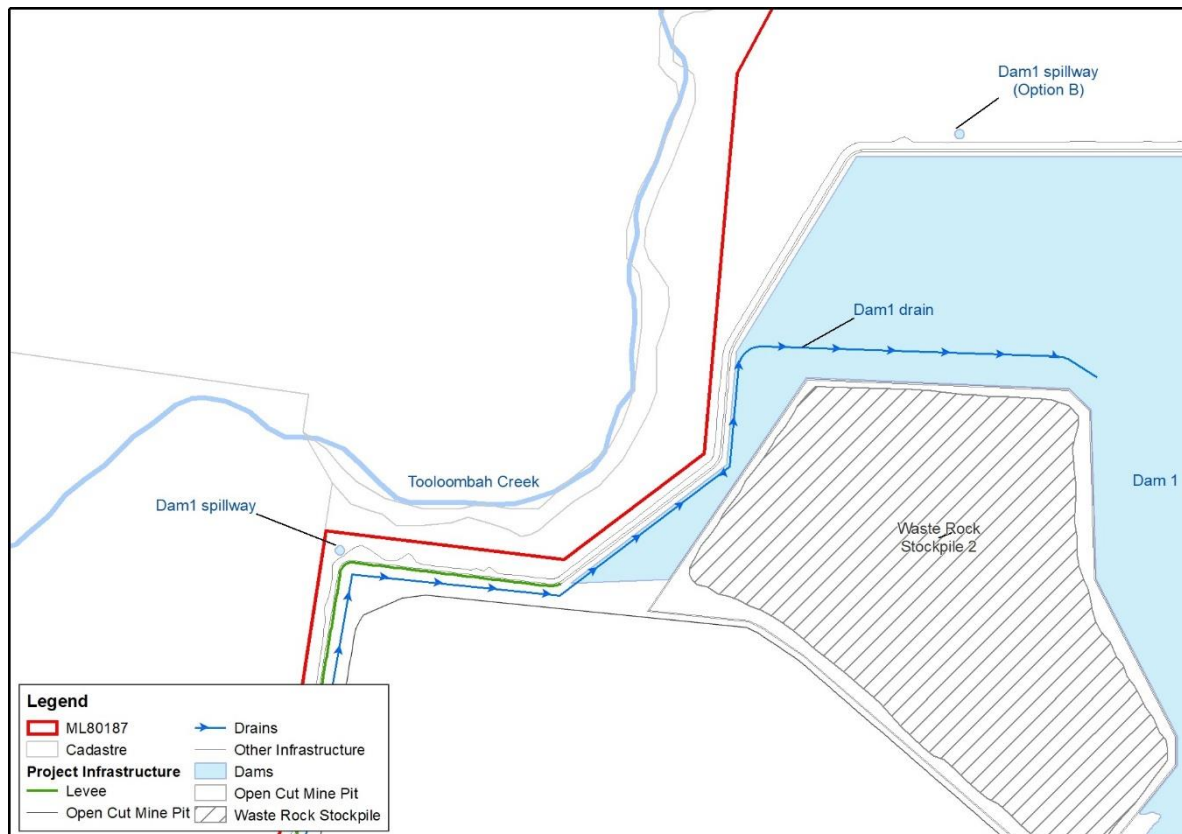 Dam1 spillway
(Option B)
Dam1 drain
Tooloombah Creek
Dam1 spillway
Dam 1
Waste Rock
Stockpile 2
Legend
ML80187
Cadastre
Project Infrastructure
Levee
Open Cut Mine Pit
Drains
Other Infrastructure
Dams
Open Cut Mine Pit
Waste Rock Stockpile